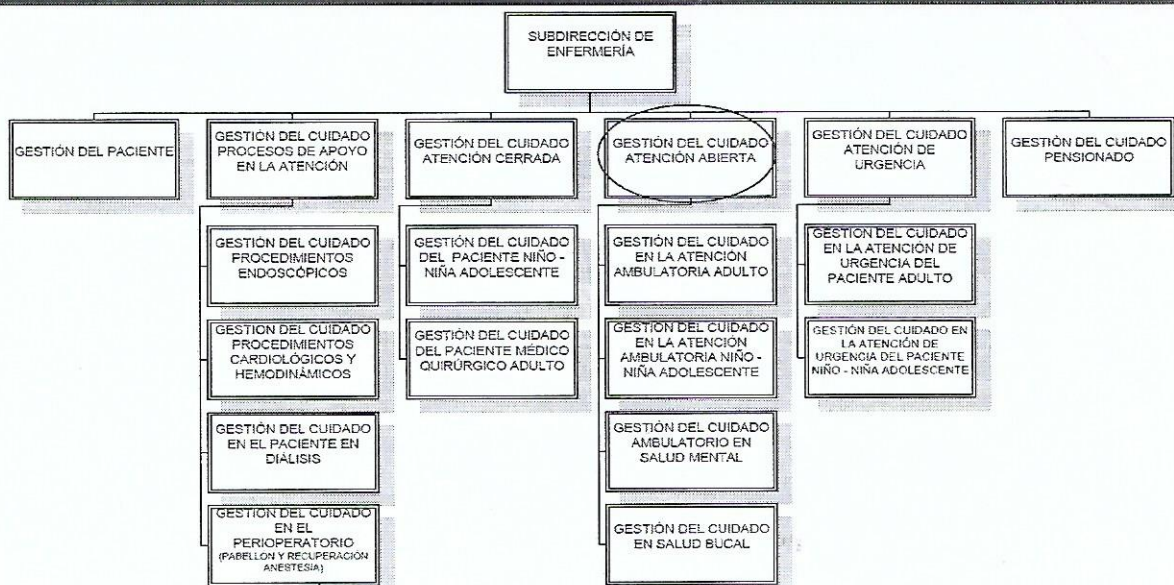 SUBDIRECCIÓN DE
ENFERMERÍA
GESTIÓN DEL PACIENTE
GESTIÓN DEL CUIDADO
PROCESOS DE APOYO
EN LA ATENCIÓN
GESTIÓN DEL CUIDADO
ATENCIÓN CERRADA
GESTIÓN DEL CUIDADO
ATENCIÓN ABIERTA
GESTIÓN DEL CUIDADO
ATENCIÓN DE
URGENCIA
GESTIÓN DEL CUIDADO
PENSIONADO
GESTIÓN DEL CUIDADO
PROCEDIMIENTOS
ENDOSCÓPICOS
GESTIÓN DEL CUIDADO
PROCEDIMIENTOS
CARDIOLÓGICOS Y
HEMODINÁMICOS
GESTIÓN DEL CUIDADO
EN EL PACIENTE EN
DIÁLISIS
GESTIÓN DEL CUIDADO
EN EL
PERIOPERATORIO
(PABELLON Y RECUPERACIÓN
ANESTESIA)
GESTIÓN DEL CUIDADO
DEL PACIENTE NIÑO -
NIÑA ADOLESCENTE
GESTIÓN DEL CUIDADO
DEL PACIENTE MÉDICO
QUIRÚRGICO ADULTO
GESTIÓN DEL CUIDADO
EN LA ATENCIÓN
AMBULATORIA ADULTO
GESTIÓN DEL CUIDADO
EN LA ATENCIÓN
AMBULATORIA NIÑO -
NIÑA ADOLESCENTE
GESTIÓN DEL CUIDADO
AMBULATORIO EN
SALUD MENTAL
GESTIÓN DEL CUIDADO
EN SALUD BUCAL
GESTIÓN DEL CUIDADO
EN LA ATENCIÓN DE
URGENCIA DEL
PACIENTE ADULTO
GESTIÓN DEL CUIDADO EN
LA ATENCIÓN DE
URGENCIA DEL PACIENTE
NIÑO - NIÑA ADOLESCENTE